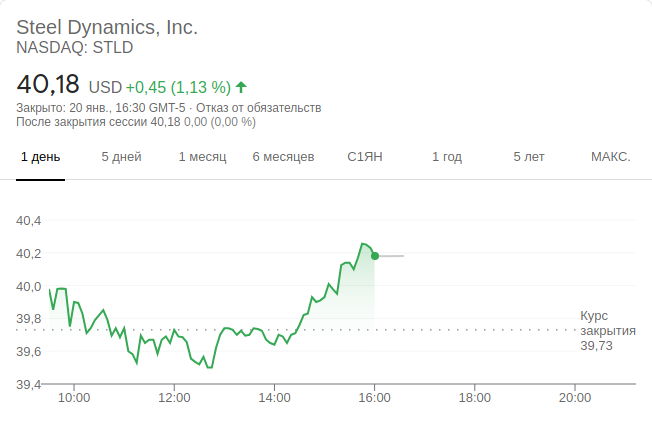 Steel Dynamics, Inc.
NASDAQ: STLD
40,18 USD +0,45 (1,13 %)
Закрыто: 20 янв., 16:30 GMT-5 · Отказ от обязательств
После закрытия сессии 40,18 0,00 (0,00 %)
1 день 5 дней 1 месяц 6 месяцев С1ЯН 1 год 5 лет МАКС.
40,4
40,2
40,0
39,8
39,6
39,4
Курс
закрытия
39,73
10:00 12:00 14:00 16:00 18:00 20:00